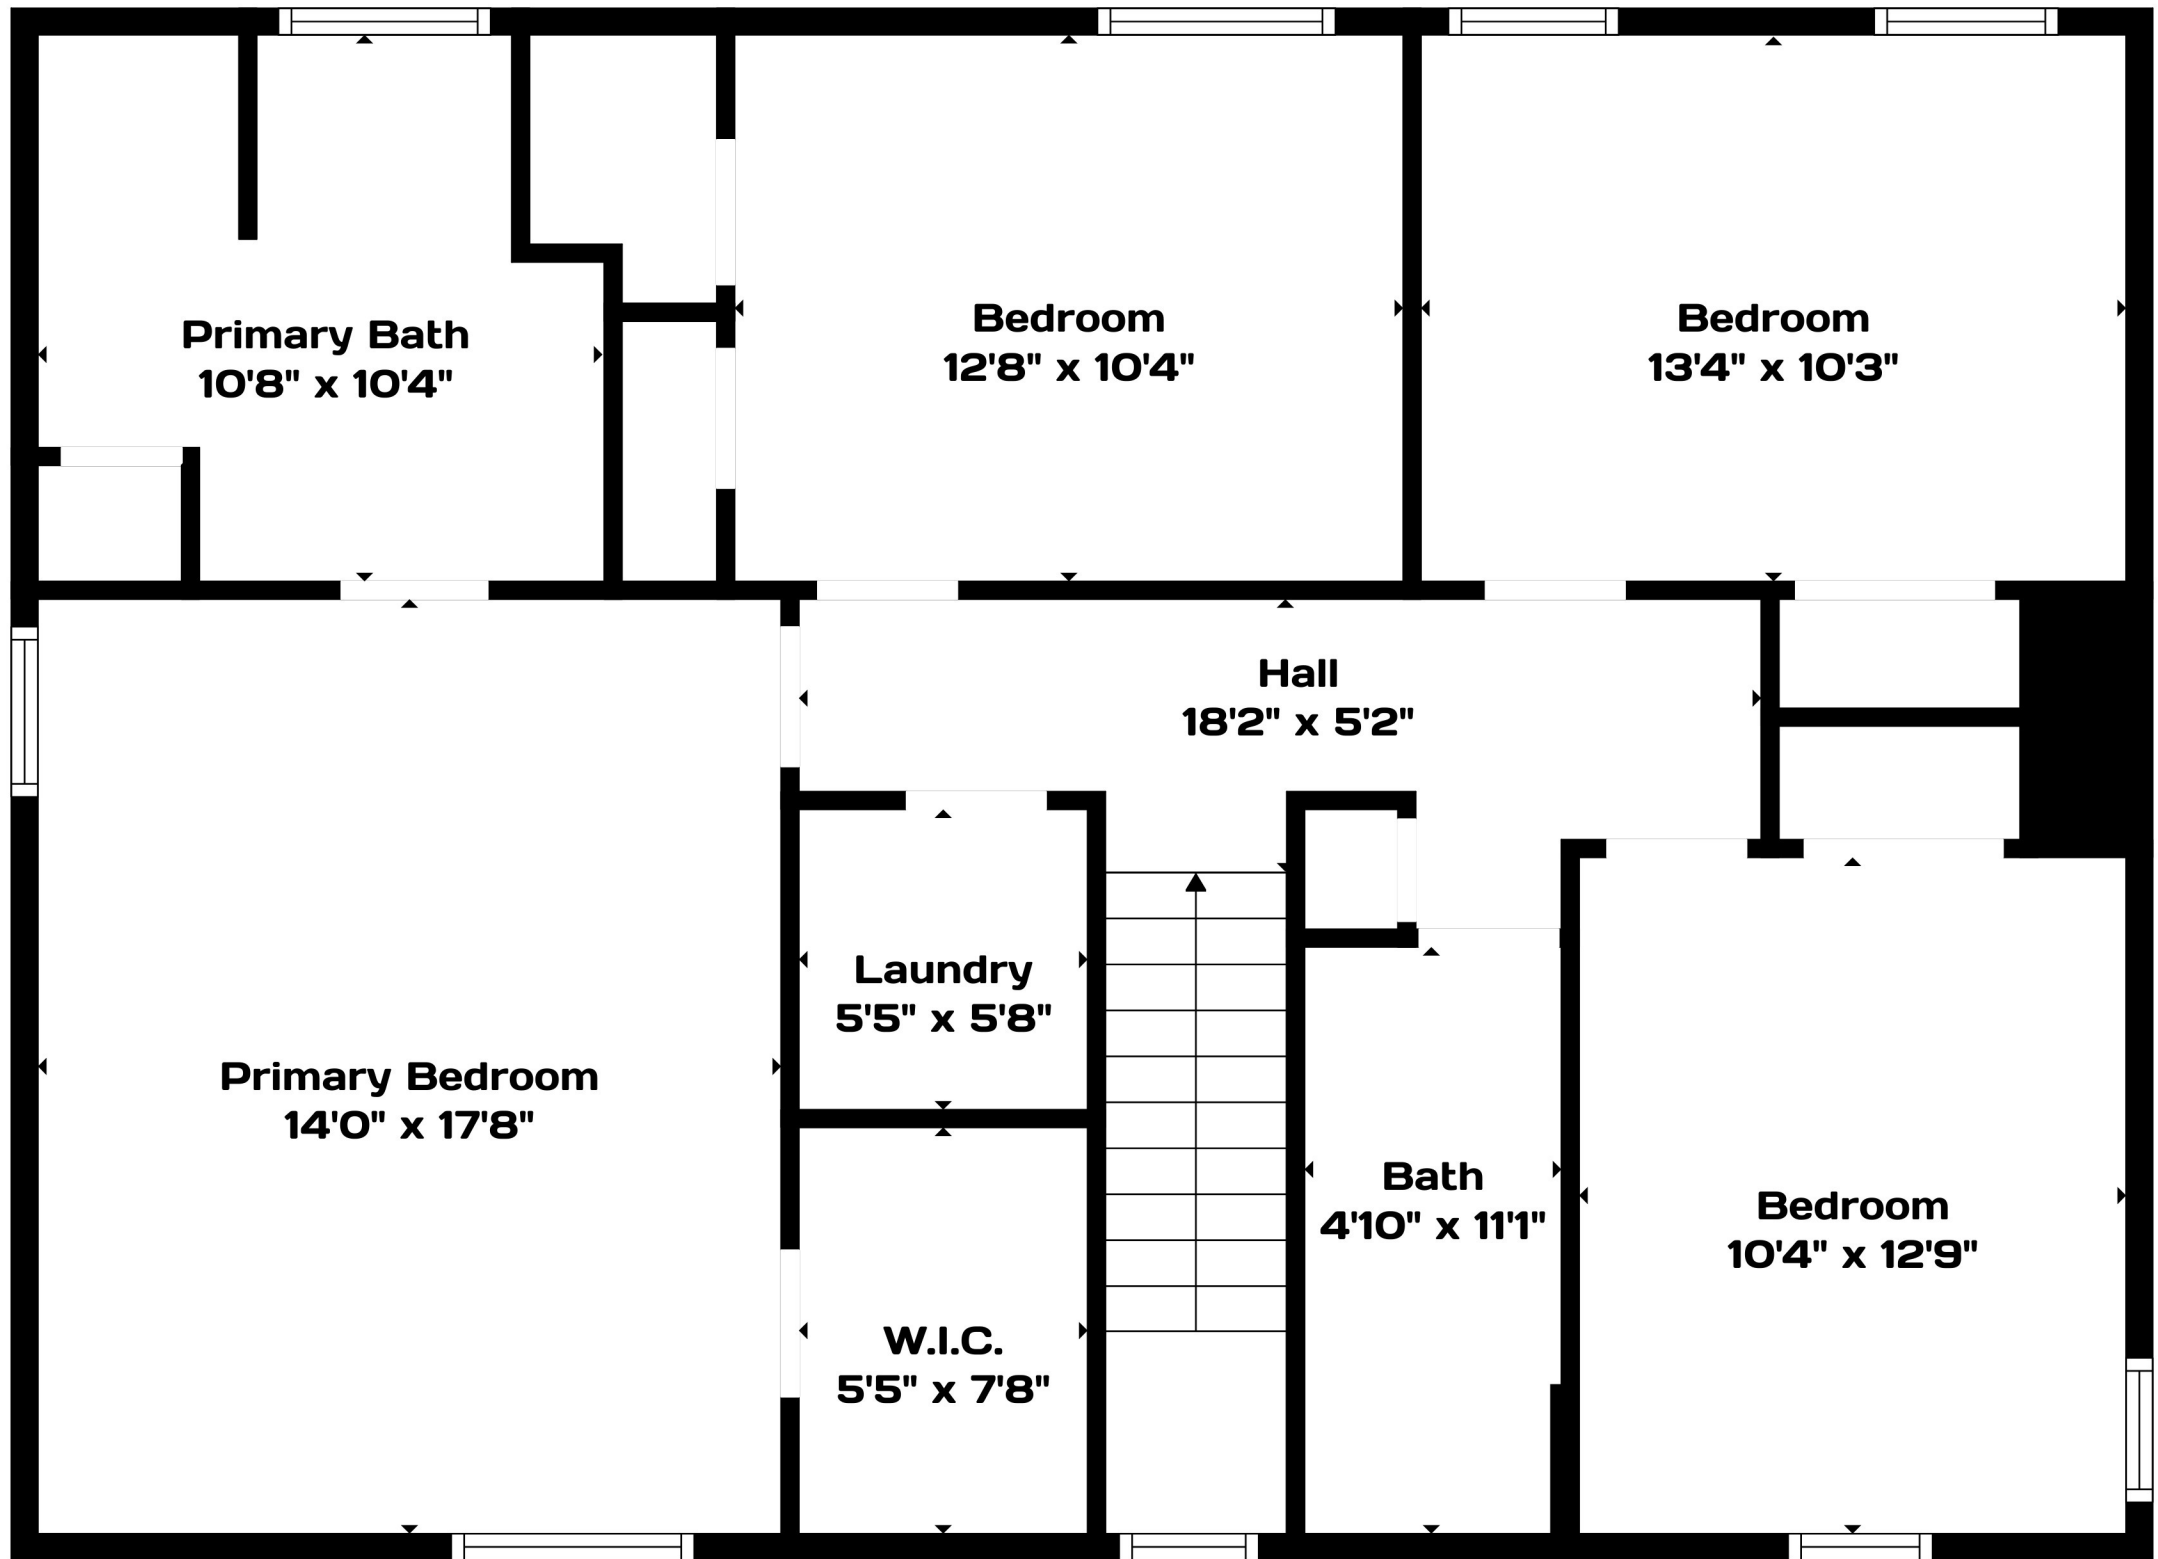 Primary Bath
10'8" x 10'4"
Bedroom
12'8" x 10'4"
Bedroom
13'4" x 10'3"
Hall
18'2" x 5'2"
Laundry
5'5" x 5'8"
Primary Bedroom
14'0" x 17'8"
Bath
4'10" x 11'1"
Bedroom
10'4" x 12'9"
W.I.C.
5'5" x 7'8"